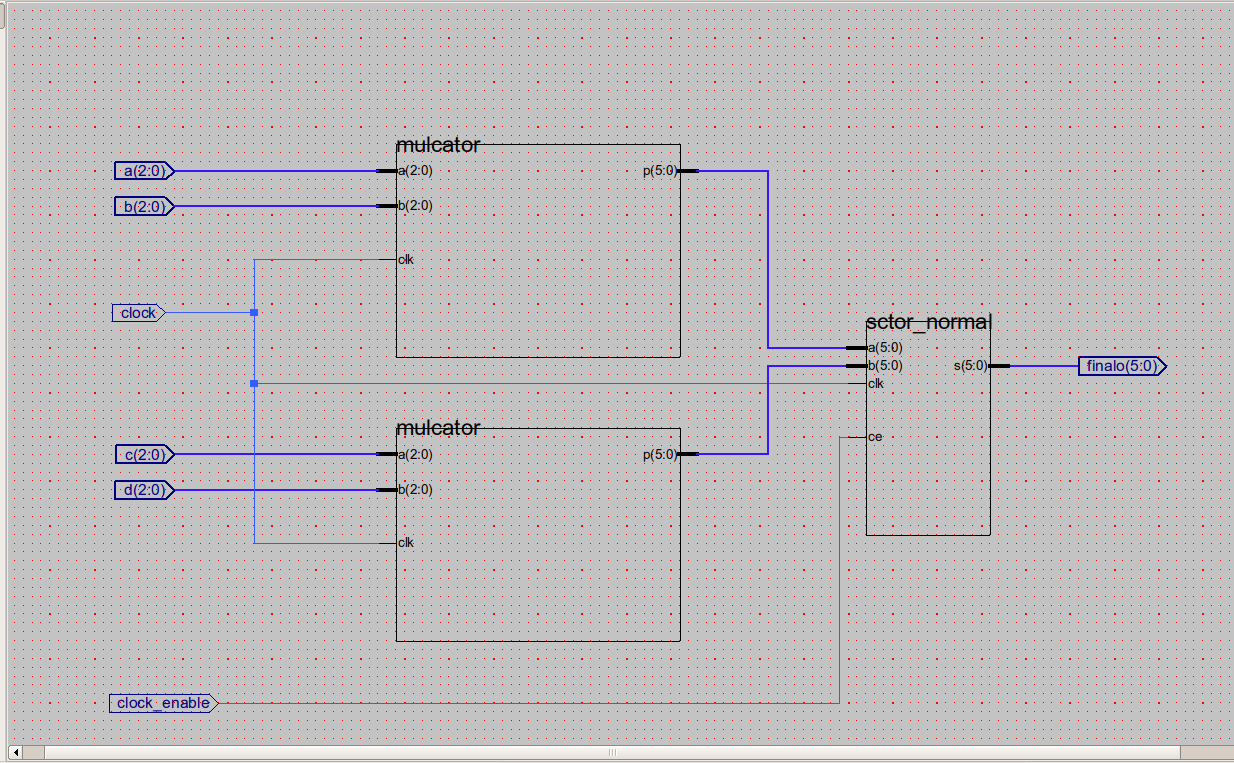 mulcator
a(2:0)
a(2:0)
p(5:0)
b(2:0)
b(2:0)
clk
clock
sctor_normal
a(5:0)
b(5:0)
s(5:0)
finalo(5:0)
clk
mulcator
ce
c(2:0)
a(2:0)
p(5:0)
d(2:0)
b(2:0)
clk
clock_enable